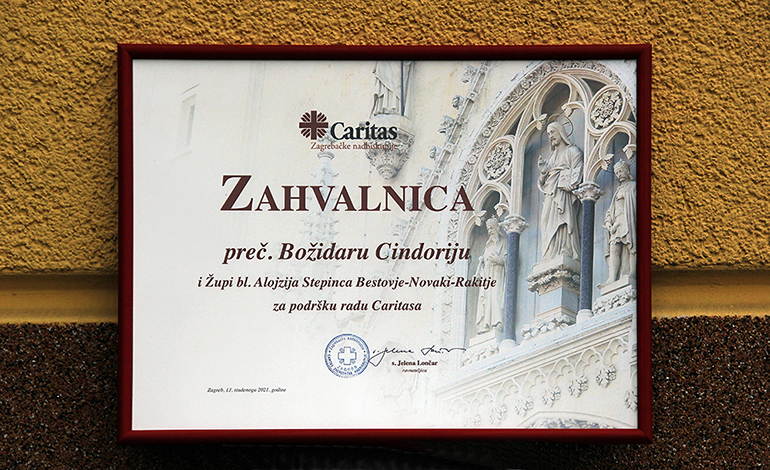 Caritas
Zagrebačke nadbiskupije
ZAHVALNICA
preč. Božidaru Cindoriju
i Župi bl. Alojzija Stepinca Bestovje-Novaki-Rakitje
za podršku radu Caritasa
s. Jelena Lončar
ravnateljica
Zagreb, 13. studenoga 2021. godine